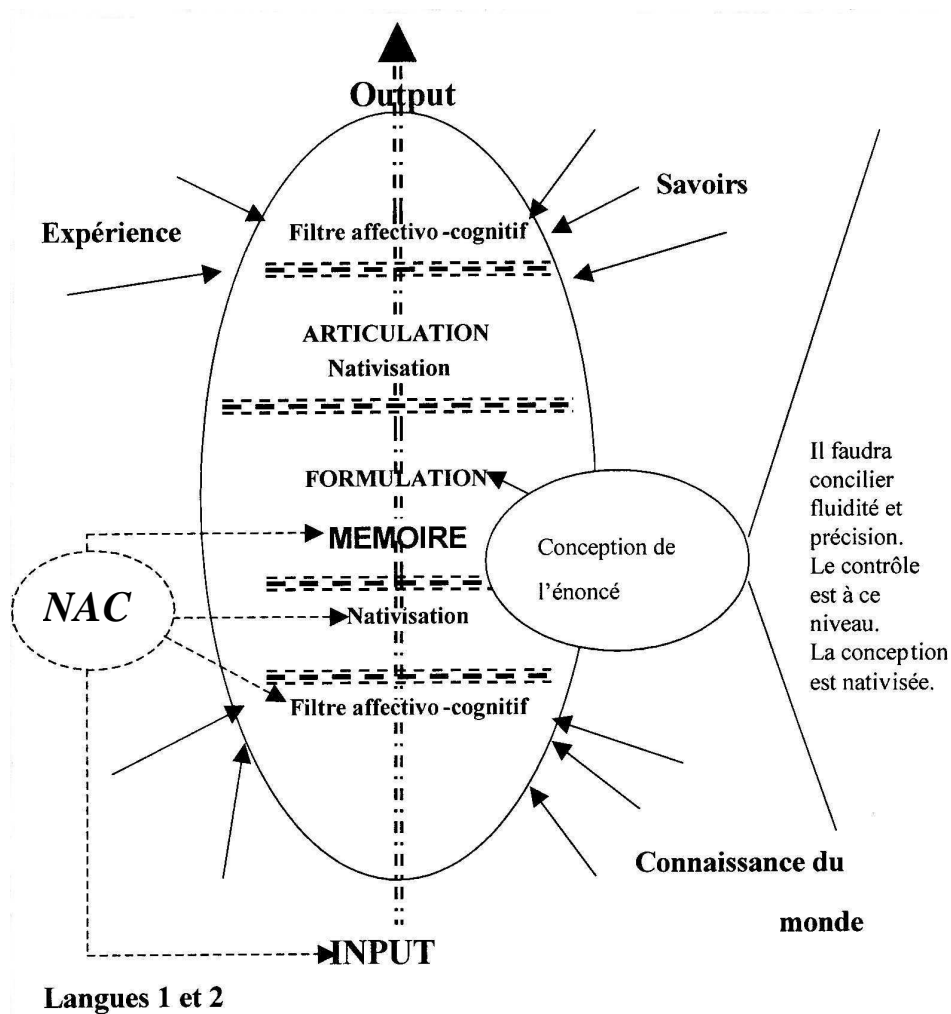 Output
Savoirs
Expérience
Filtre affectivo-cognitif
ARTICULATION
Nativisation
FORMULATION
MEMOIRE
Conception de
l'énoncé
Il faudra
concilier
fluidité et
précision.
Le contrôle
est à ce
niveau.
La conception
est nativisée.
NAC
Nativisation
Filtre affectivo-cognitif
Connaissance du
monde
INPUT
Langues 1 et 2